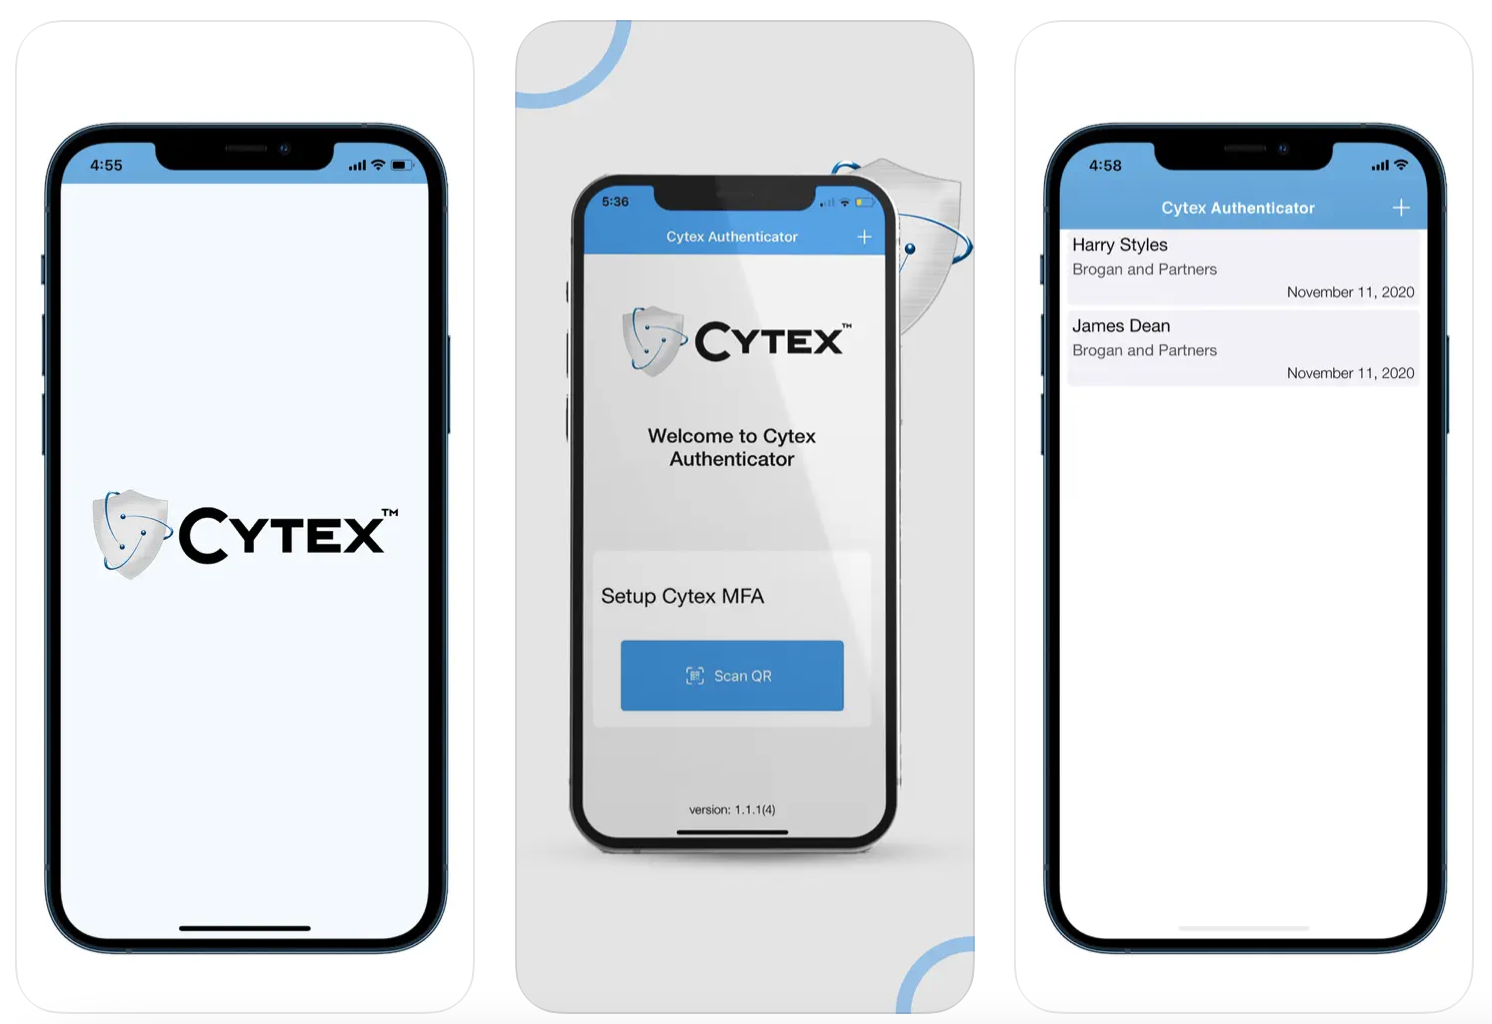 4:55
CYTEX™
5:36
Cytex Authenticator +
CYTEX™
Welcome to Cytex
Authenticator
Setup Cytex MFA
Scan QR
version: 1.1.1(4)
4:58
Cytex Authenticator +
Harry Styles
Brogan and Partners
November 11, 2020
James Dean
Brogan and Partners
November 11, 2020